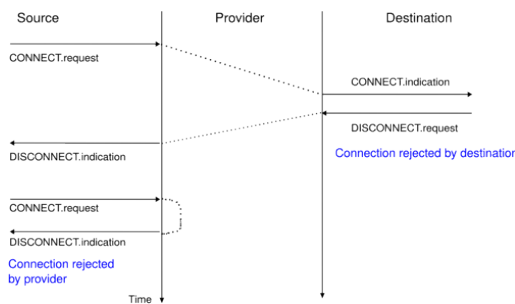 Source
Provider
Destination
CONNECT.request
CONNECT.indication
DISCONNECT.request
DISCONNECT.indication
Connection rejected by destination
CONNECT.request
DISCONNECT.indication
Connection rejected
by provider
Time